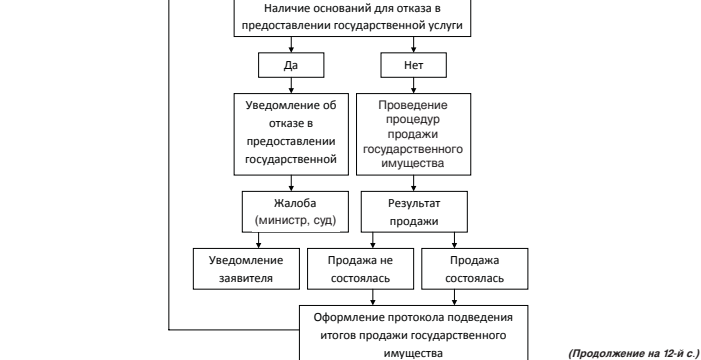 Наличие оснований для отказа в
предоставлении государственной услуги
Да
Нет
Уведомление об
отказе в
предоставлении
государственной
Проведение
процедур
продажи
государственного
имущества
Жалоба
(министр, суд)
Результат
продажи
Уведомление
заявителя
Продажа не
состоялась
Продажа
состоялась
Оформление протокола подведения
итогов продажи государственного
имущества
(Продолжение на 12-й с.)